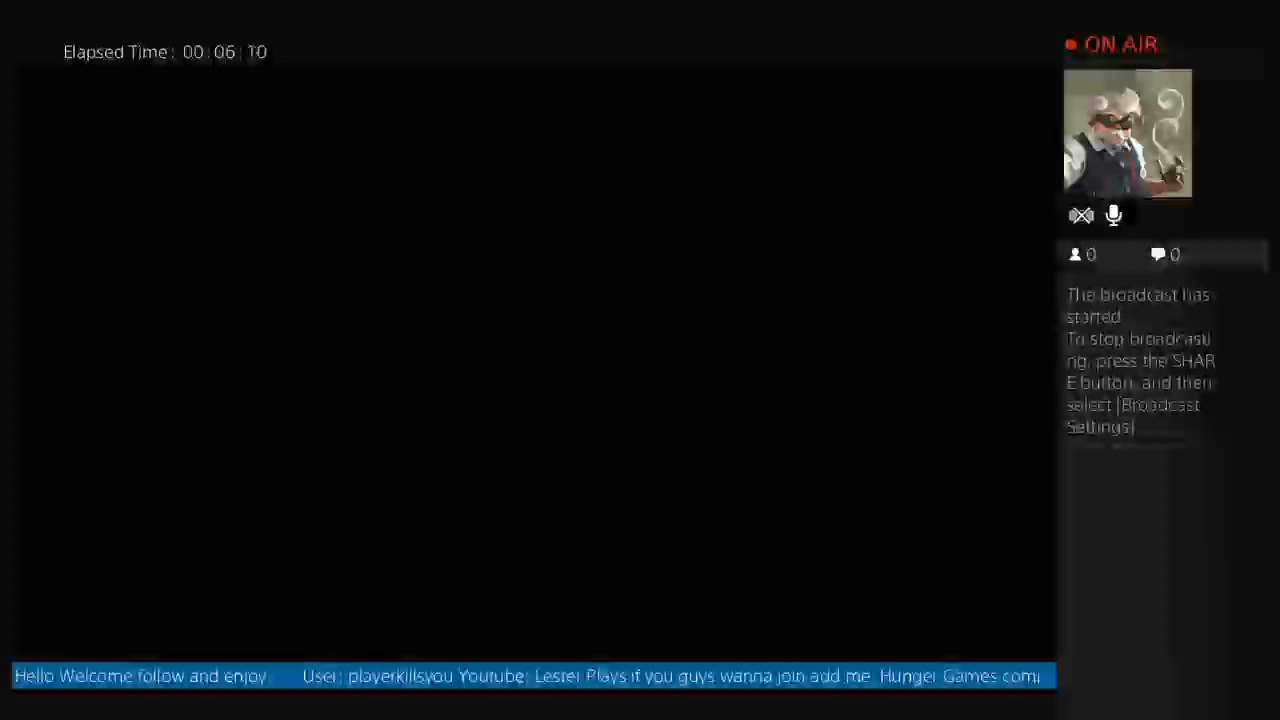 Elapsed Time: 00:06:10
ON AIR
0 0
The broadcast has
started.
To stop broadcasti
ng, press the SHAR
E button, and then
select [Broadcast
Settings]
Hello Welcome follow and enjoy User: playerkillsyou Youtube: Lester Plays if you guys wanna join add me. Hunger Games comi